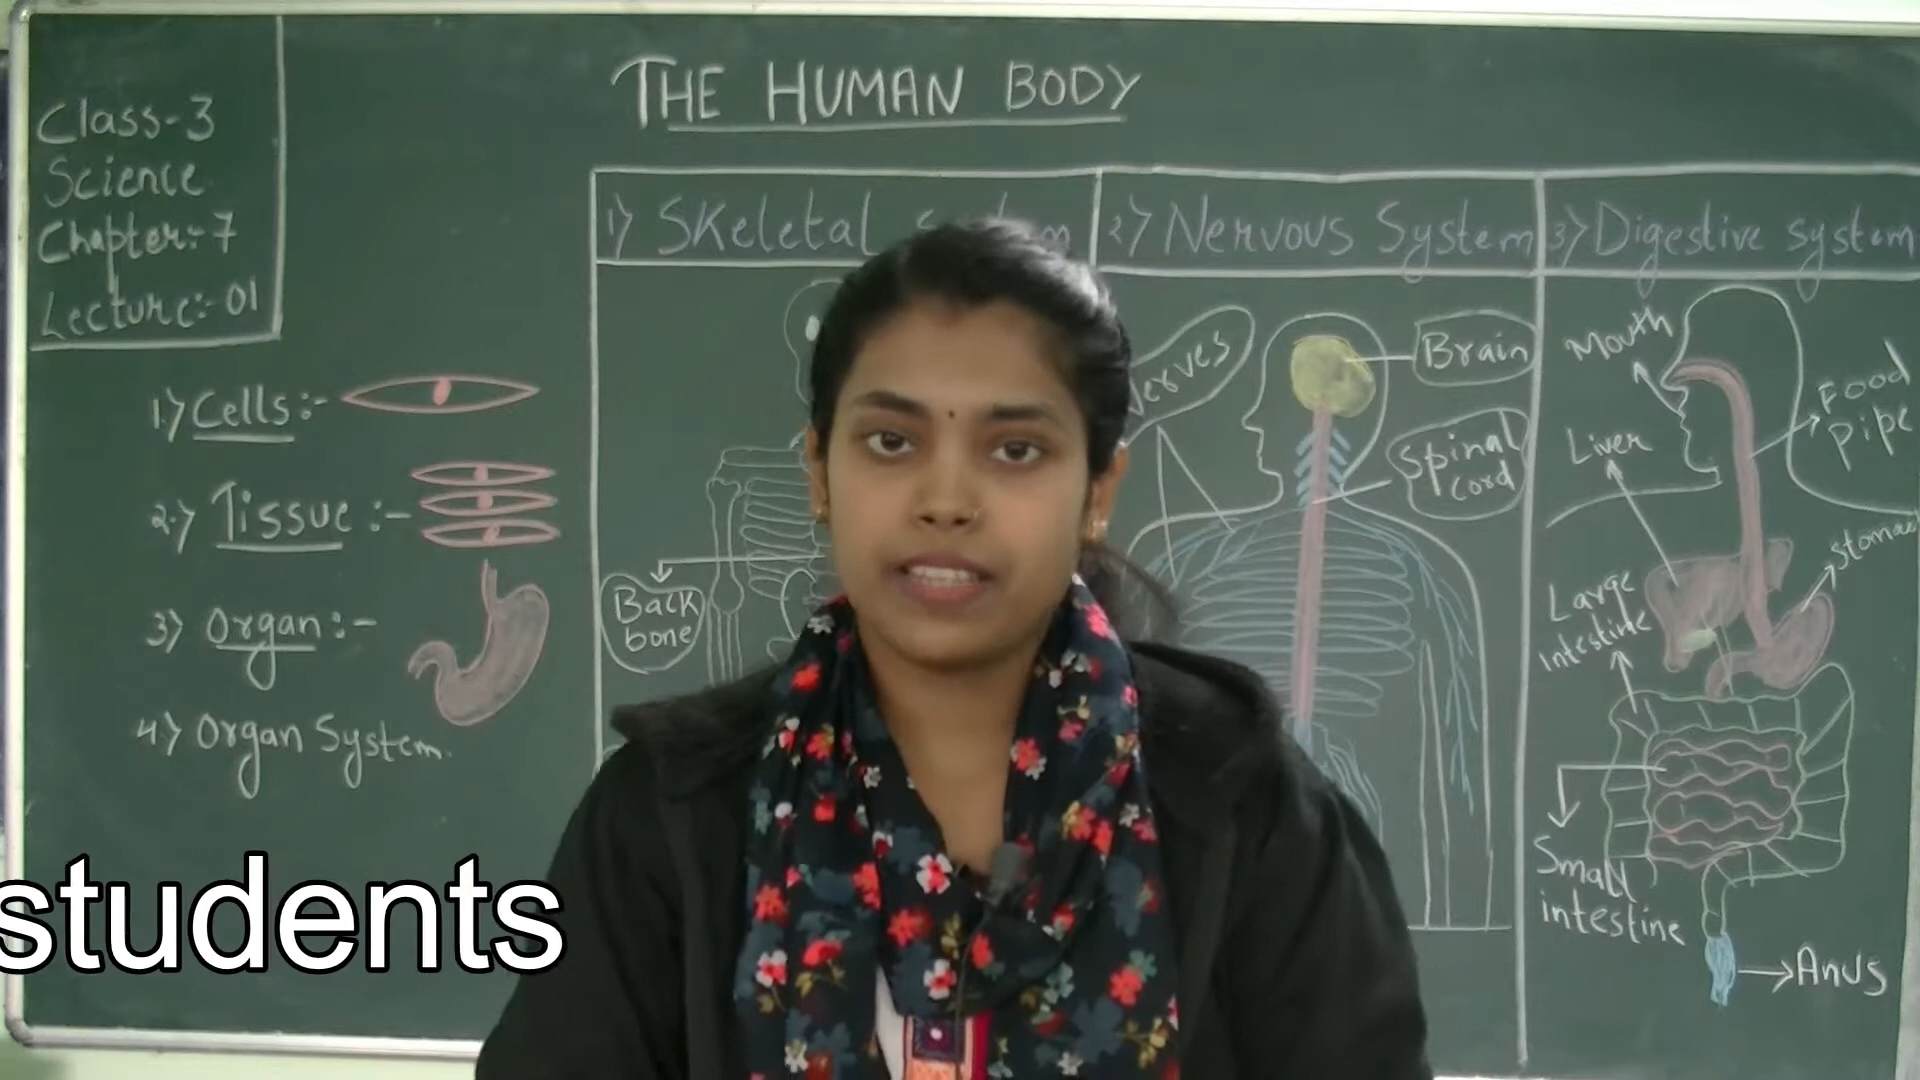 THE HUMAN BODY
Class-3
Science
Chapter:-7
Lecture:-01
1) Cells:-
2.) Tissue:-
3) Organ:-
4) Organ System.
1) Skeletal
Back
bone
2) Nervous System
Nerves
Brain
Spinal
cord
3) Digestive system
Mouth
Food
pipe
Liver
Stomac
Large
intestine
Small
intestine
Anus
students